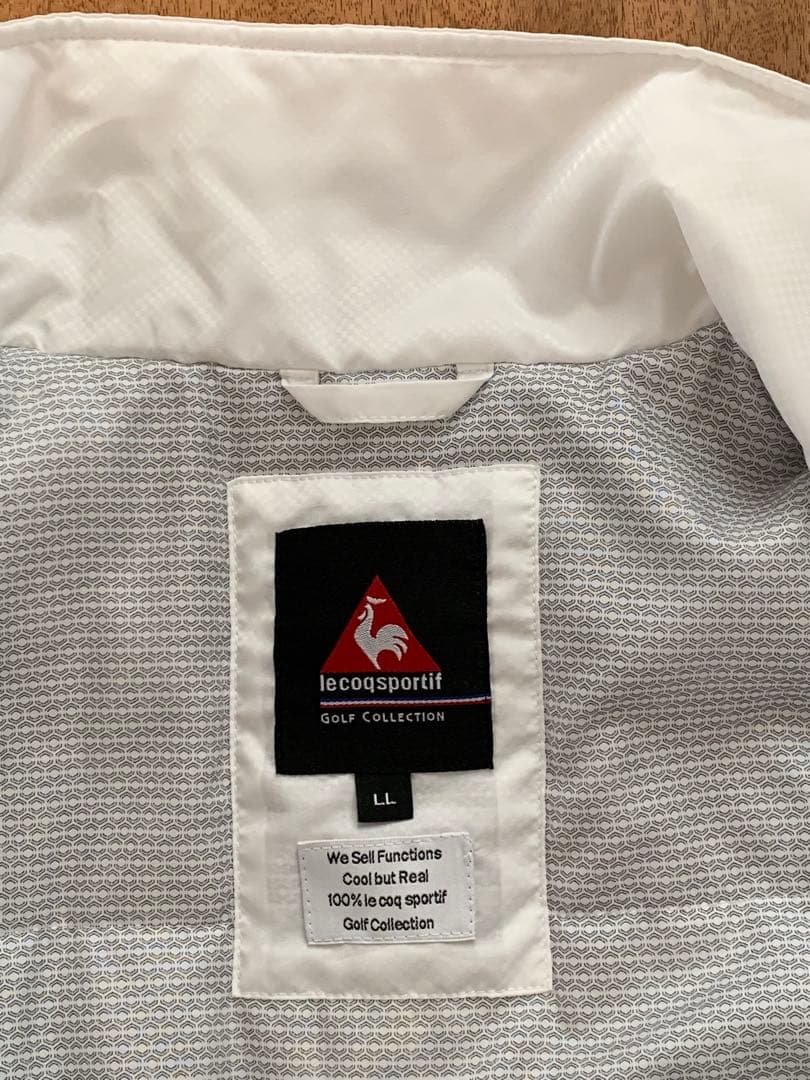 lecoqsportif
GOLF COLLECTION
LL
We Sell Functions
Cool but Real
100% le coq sportif
Golf Collection